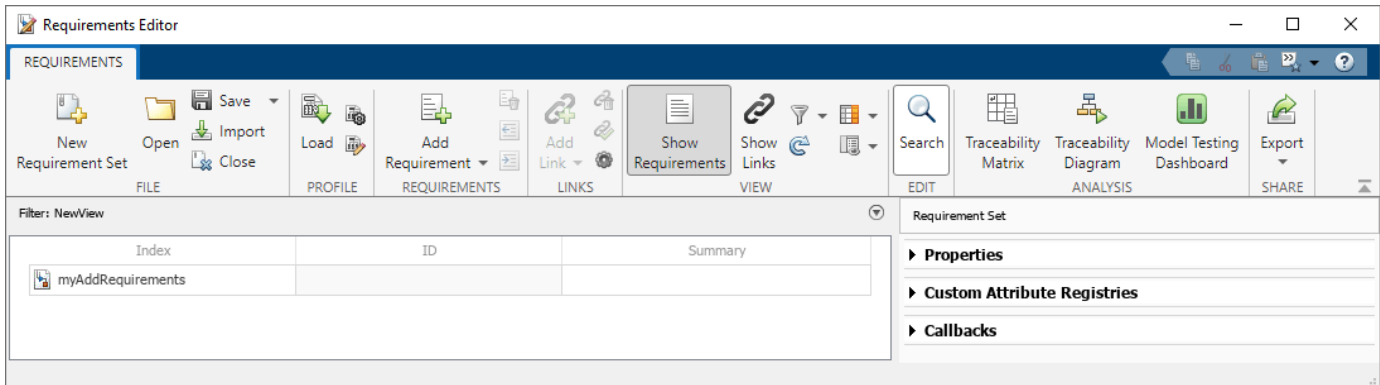 Requirements Editor
REQUIREMENTS
New
Requirement Set
Open
Save
Import
Close
FILE
Load
PROFILE
Add
Requirement
REQUIREMENTS
Add
Link
LINKS
Show
Requirements
Show
Links
VIEW
Search
EDIT
Traceability
Matrix
Traceability
Diagram
Model Testing
Dashboard
ANALYSIS
Export
SHARE
Filter: NewView
Index ID Summary
myAddRequirements
Requirement Set
Properties
Custom Attribute Registries
Callbacks